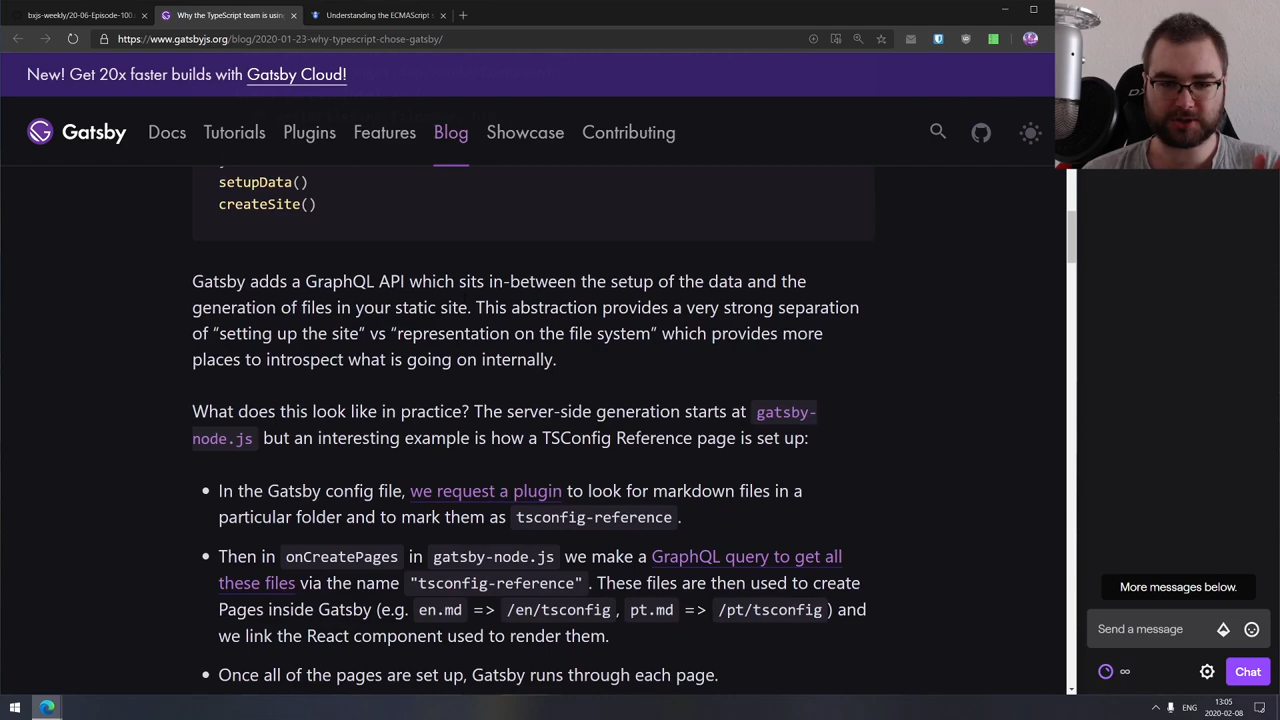 bxjs-weekly/20-06-Episode-100.
Why the TypeScript team is using
Understanding the ECMAScript s
https://www.gatsbyjs.org/blog/2020-01-23-why-typescript-chose-gatsby/
New! Get 20x faster builds with Gatsby Cloud!
Gatsby Docs Tutorials Plugins Features Blog Showcase Contributing
setupData()
createSite()
Gatsby adds a GraphQL API which sits in-between the setup of the data and the
generation of files in your static site. This abstraction provides a very strong separation
of “setting up the site” vs “representation on the file system” which provides more
places to introspect what is going on internally.
What does this look like in practice? The server-side generation starts at gatsby-
node.js but an interesting example is how a TSConfig Reference page is set up:
In the Gatsby config file, we request a plugin to look for markdown files in a
particular folder and to mark them as tsconfig-reference.
Then in onCreatePages in gatsby-node.js we make a GraphQL query to get all
these files via the name "tsconfig-reference". These files are then used to create
Pages inside Gatsby (e.g. en.md => /en/tsconfig, pt.md => /pt/tsconfig) and
we link the React component used to render them.
Once all of the pages are set up, Gatsby runs through each page.
More messages below.
Send a message
∞
Chat
ENG
13:05
2020-02-08